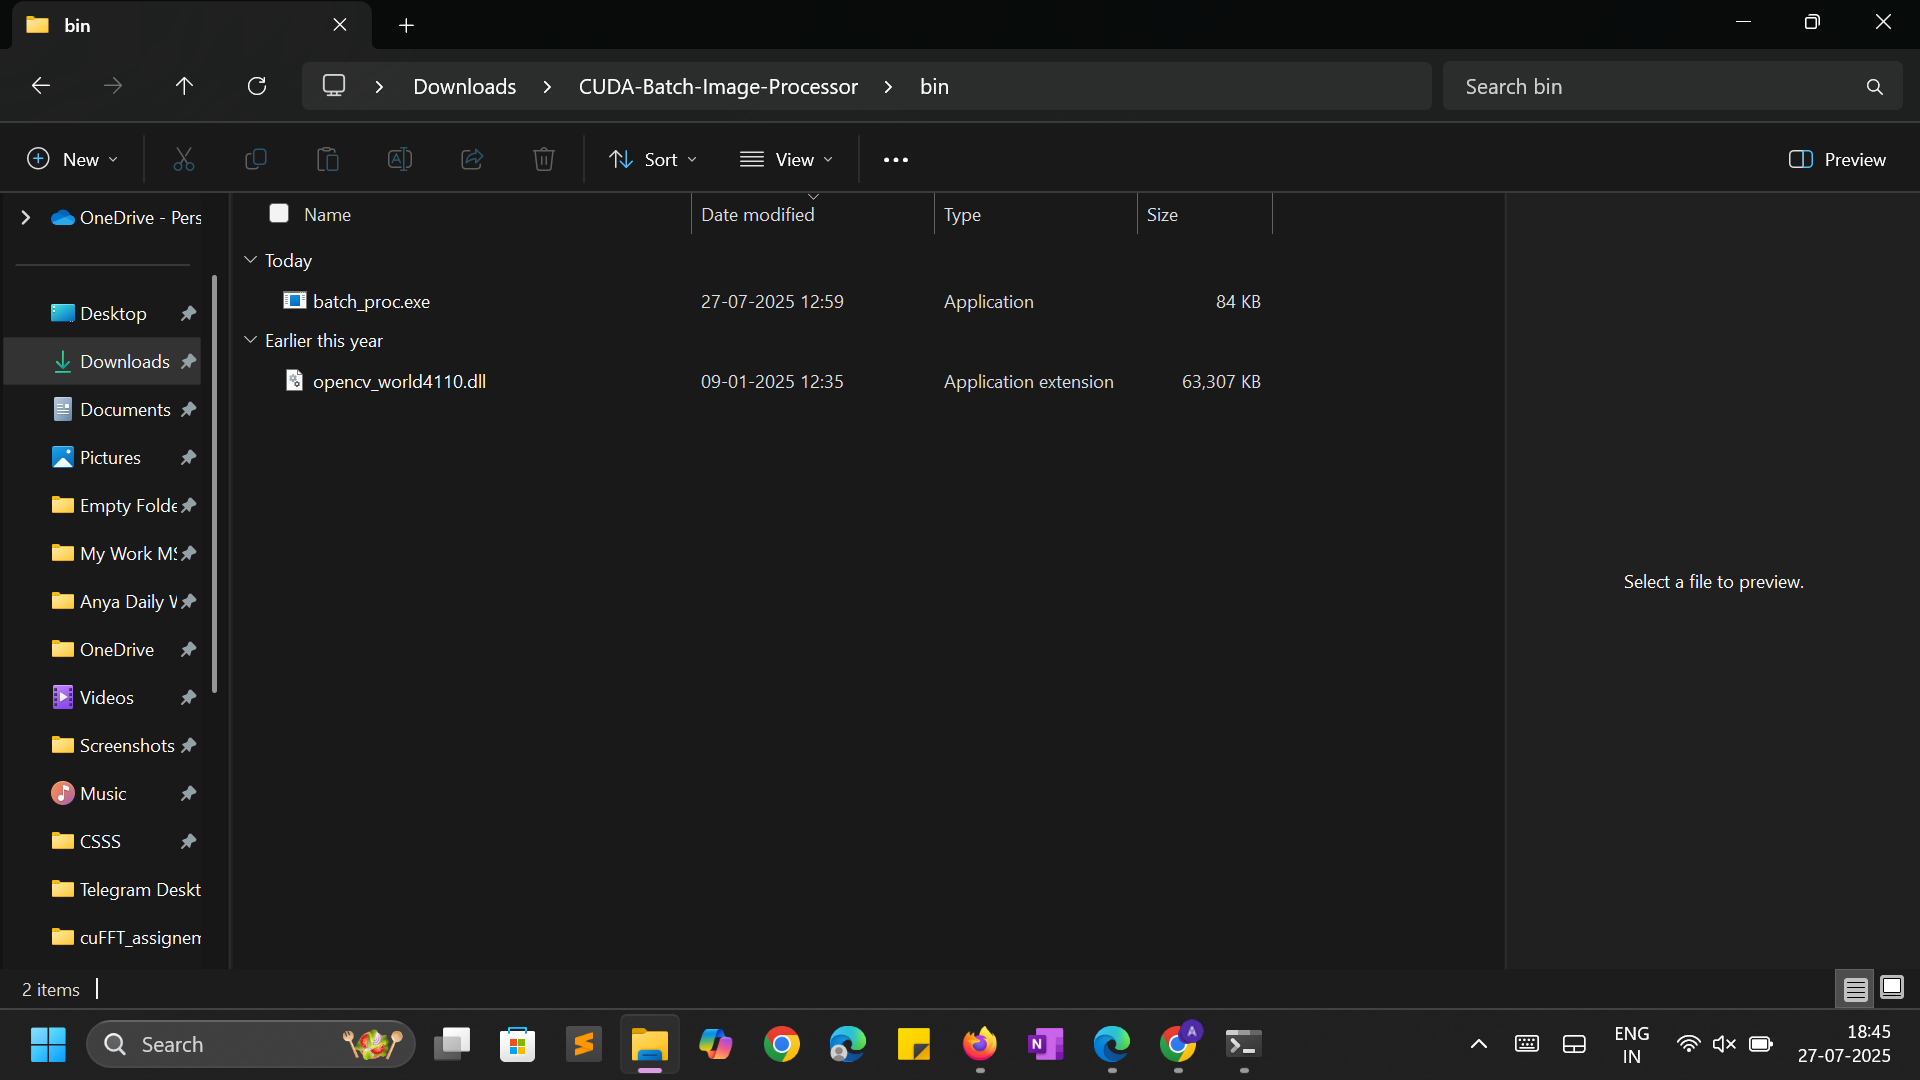 bin
Downloads
CUDA-Batch-Image-Processor
bin
Search bin
New
Sort
View
Preview
OneDrive - Pers
Desktop
Downloads
Documents
Pictures
Empty Folde
My Work MS
Anya Daily W
OneDrive
Videos
Screenshots
Music
CSSS
Telegram Deskt
cuFFT_assignem
Name Date modified Type Size
Today
batch_proc.exe 27-07-2025 12:59 Application 84 KB
Earlier this year
opencv_world4110.dll 09-01-2025 12:35 Application extension 63,307 KB
Select a file to preview.
2 items
Search
A
N
ENG
IN
18:45
27-07-2025